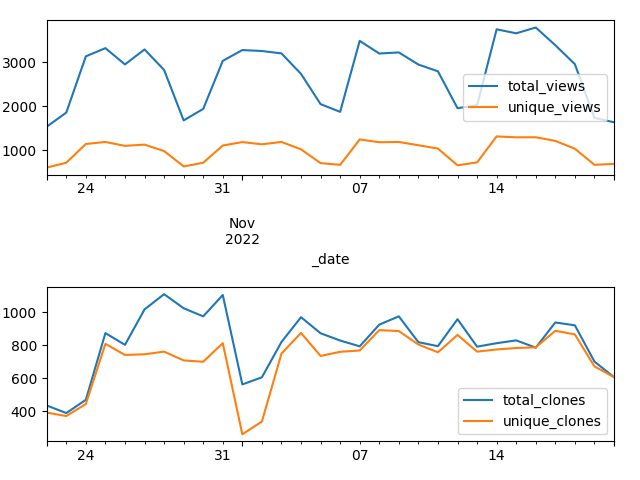 3000
2000
1000
total_views
unique_views
24
31
07
14
Nov
2022
_date
1000
800
600
400
total_clones
unique_clones
24
31
07
14